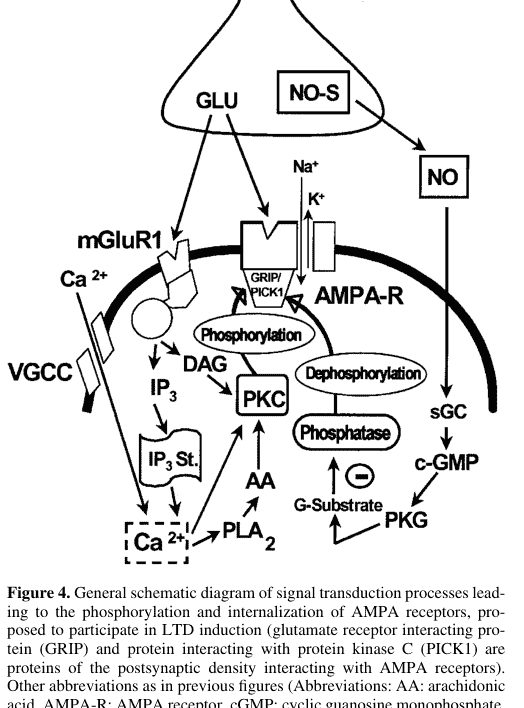 GLU
NO-S
Na+
NO
K+
mGluR1
GRIP/
PICK1
Ca 2+
AMPA-R
Phosphorylation
VGCC
DAG
Dephosphorylation
IP3
PKC
sGC
Phosphatase
IP3 St.
c-GMP
AA
G-Substrate
PKG
Ca 2+
PLA2
Figure 4. General schematic diagram of signal transduction processes lead-
ing to the phosphorylation and internalization of AMPA receptors, pro-
posed to participate in LTD induction (glutamate receptor interacting pro-
tein (GRIP) and protein interacting with protein kinase C (PICK1) are
proteins of the postsynaptic density interacting with AMPA receptors).
Other abbreviations as in previous figures (Abbreviations: AA: arachidonic
acid, AMPA-R: AMPA receptor, cGMP: cyclic guanosine monophosphate,